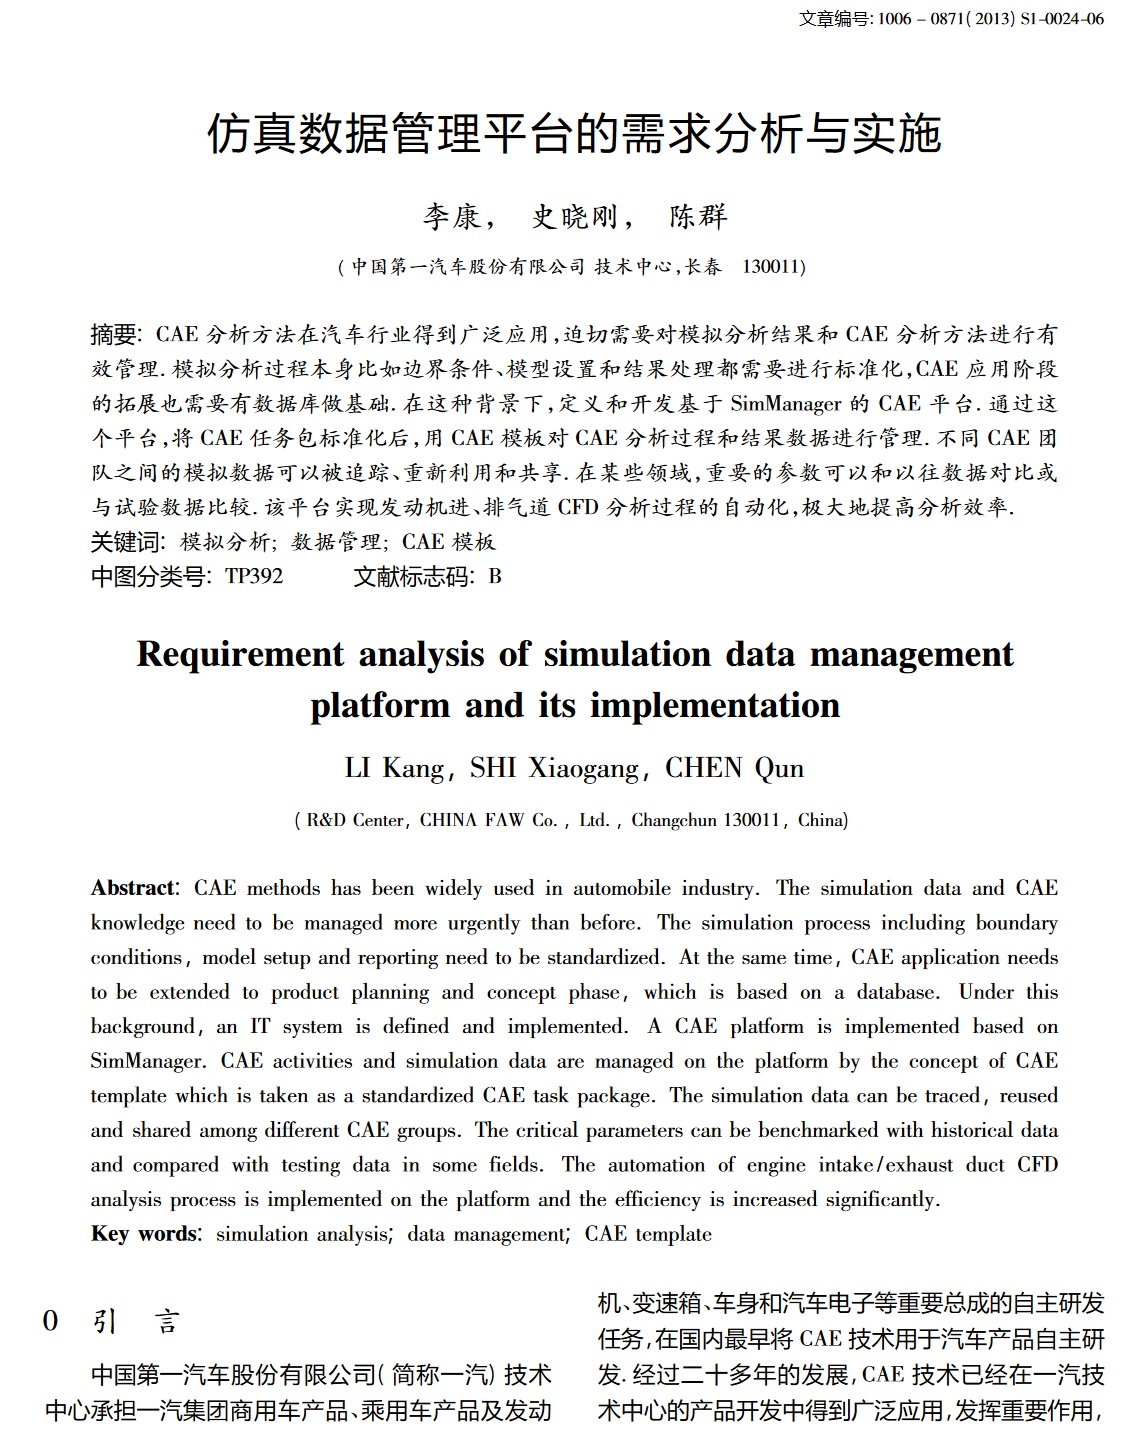 文章编号: 1006 - 0871( 2013) S1-0024-06
仿真数据管理平台的需求分析与实施
李康, 史晓刚, 陈群
( 中国第一汽车股份有限公司 技术中心,长春 130011)
摘要: CAE 分析方法在汽车行业得到广泛应用,迫切需要对模拟分析结果和 CAE 分析方法进行有
效管理. 模拟分析过程本身比如边界条件、模型设置和结果处理都需要进行标准化,CAE 应用阶段
的拓展也需要有数据库做基础. 在这种背景下,定义和开发基于 SimManager 的 CAE 平台. 通过这
个平台,将 CAE 任务包标准化后,用 CAE 模板对 CAE 分析过程和结果数据进行管理. 不同 CAE 团
队之间的模拟数据可以被追踪、重新利用和共享. 在某些领域,重要的参数可以和以往数据对比或
与试验数据比较. 该平台实现发动机进、排气道 CFD 分析过程的自动化,极大地提高分析效率.
关键词: 模拟分析; 数据管理; CAE 模板
中图分类号: TP392 文献标志码: B
Requirement analysis of simulation data management
platform and its implementation
LI Kang, SHI Xiaogang, CHEN Qun
( R&D Center, CHINA FAW Co. , Ltd. , Changchun 130011, China)
Abstract: CAE methods has been widely used in automobile industry. The simulation data and CAE
knowledge need to be managed more urgently than before. The simulation process including boundary
conditions, model setup and reporting need to be standardized. At the same time, CAE application needs
to be extended to product planning and concept phase, which is based on a database. Under this
background, an IT system is defined and implemented. A CAE platform is implemented based on
SimManager. CAE activities and simulation data are managed on the platform by the concept of CAE
template which is taken as a standardized CAE task package. The simulation data can be traced, reused
and shared among different CAE groups. The critical parameters can be benchmarked with historical data
and compared with testing data in some fields. The automation of engine intake/exhaust duct CFD
analysis process is implemented on the platform and the efficiency is increased significantly.
Key words: simulation analysis; data management; CAE template
0 引 言
中国第一汽车股份有限公司( 简称一汽) 技术
中心承担一汽集团商用车产品、乘用车产品及发动
机、变速箱、车身和汽车电子等重要总成的自主研发
任务,在国内最早将 CAE 技术用于汽车产品自主研
发. 经过二十多年的发展,CAE 技术已经在一汽技
术中心的产品开发中得到广泛应用,发挥重要作用,